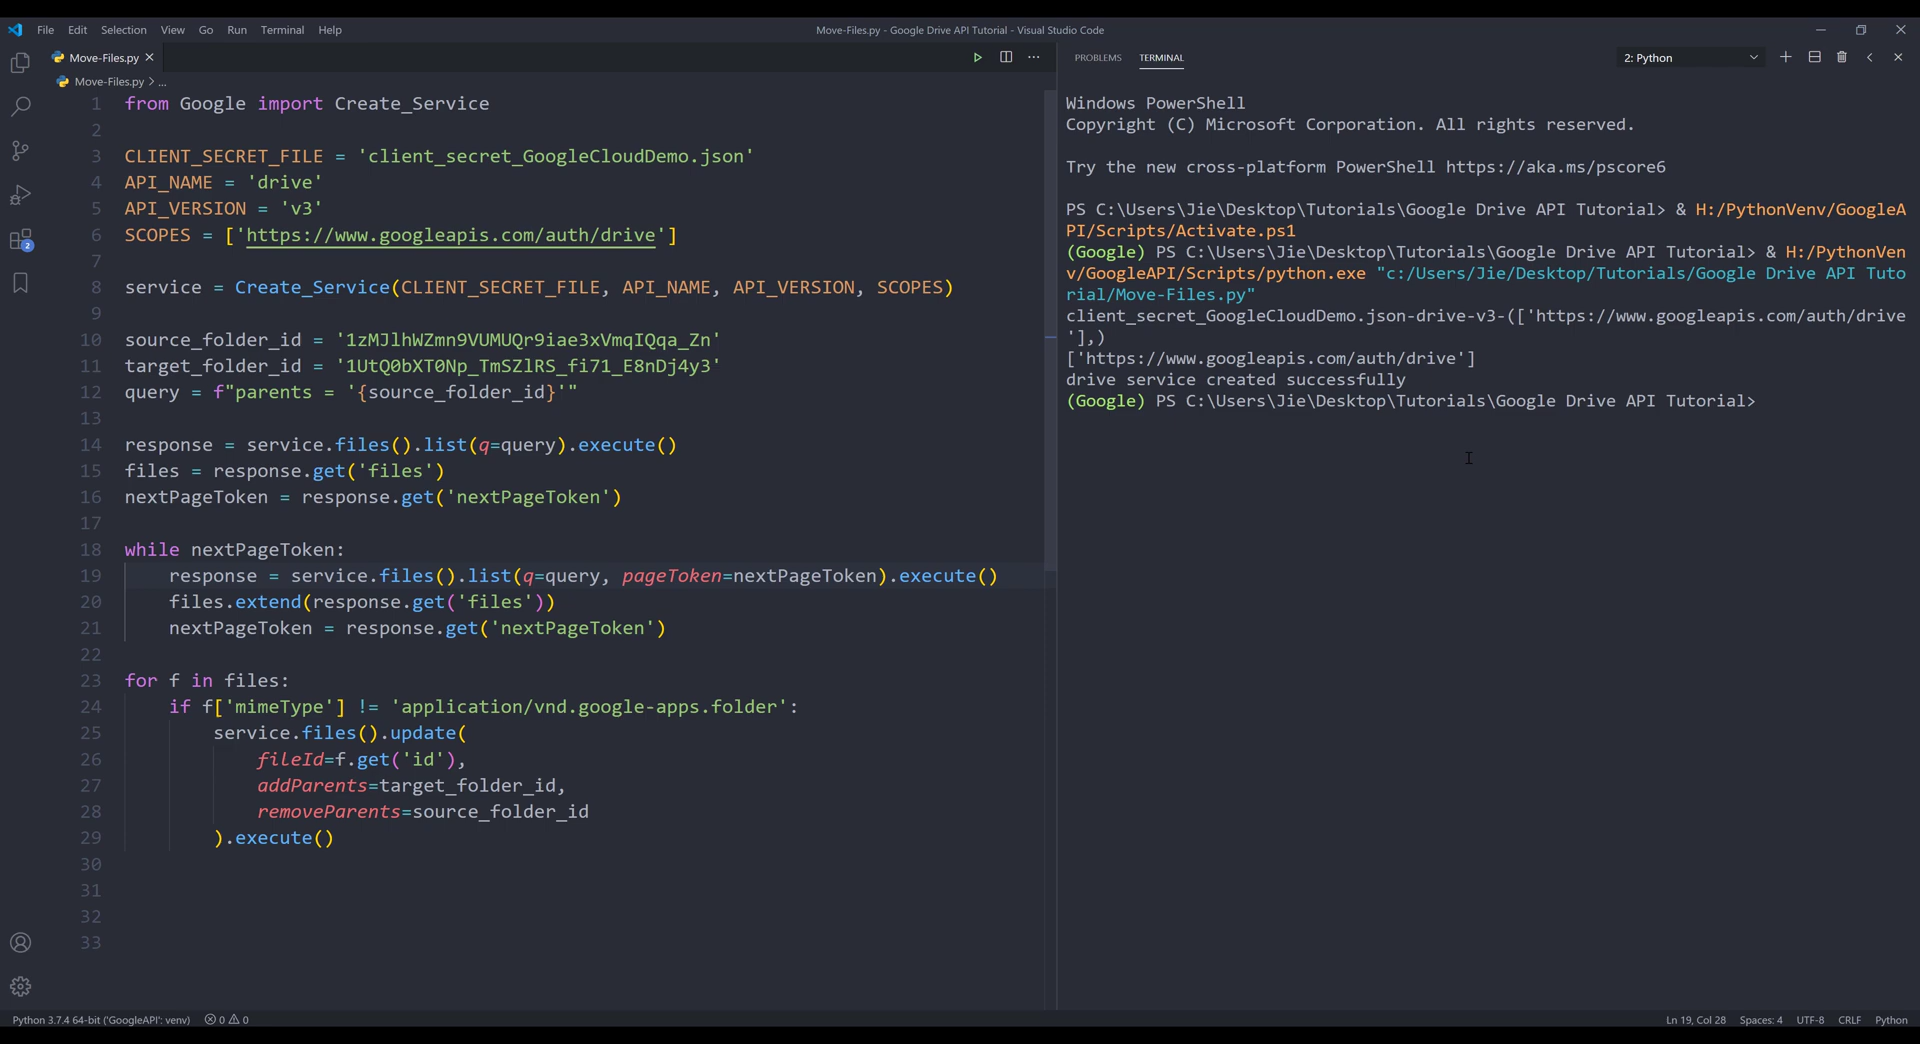 File Edit Selection View Go Run Terminal Help
Move-Files.py - Google Drive API Tutorial - Visual Studio Code
Move-Files.py
Move-Files.py > ...
1 from Google import Create_Service
2
3 CLIENT_SECRET_FILE = 'client_secret_GoogleCloudDemo.json'
4 API_NAME = 'drive'
5 API_VERSION = 'v3'
6 SCOPES = ['https://www.googleapis.com/auth/drive']
7
8 service = Create_Service(CLIENT_SECRET_FILE, API_NAME, API_VERSION, SCOPES)
9
10 source_folder_id = '1zMJlhWZmn9VUMUQr9iae3xVmqIQqa_Zn'
11 target_folder_id = '1UtQ0bXT0Np_TmSZlRS_fi71_E8nDj4y3'
12 query = f"parents = '{source_folder_id}'"
13
14 response = service.files().list(q=query).execute()
15 files = response.get('files')
16 nextPageToken = response.get('nextPageToken')
17
18 while nextPageToken:
19     response = service.files().list(q=query, pageToken=nextPageToken).execute()
20     files.extend(response.get('files'))
21     nextPageToken = response.get('nextPageToken')
22
23 for f in files:
24     if f['mimeType'] != 'application/vnd.google-apps.folder':
25         service.files().update(
26             fileId=f.get('id'),
27             addParents=target_folder_id,
28             removeParents=source_folder_id
29         ).execute()
30
31
32
33
2
PROBLEMS TERMINAL
2: Python
Windows PowerShell
Copyright (C) Microsoft Corporation. All rights reserved.
Try the new cross-platform PowerShell https://aka.ms/pscore6
PS C:\Users\Jie\Desktop\Tutorials\Google Drive API Tutorial> & H:/PythonVenv/GoogleA
PI/Scripts/Activate.ps1
(Google) PS C:\Users\Jie\Desktop\Tutorials\Google Drive API Tutorial> & H:/PythonVen
v/GoogleAPI/Scripts/python.exe "c:/Users/Jie/Desktop/Tutorials/Google Drive API Tuto
rial/Move-Files.py"
client_secret_GoogleCloudDemo.json-drive-v3-(['https://www.googleapis.com/auth/drive
'],)
['https://www.googleapis.com/auth/drive']
drive service created successfully
(Google) PS C:\Users\Jie\Desktop\Tutorials\Google Drive API Tutorial>
Python 3.7.4 64-bit ('GoogleAPI': venv) 0 0
Ln 19, Col 28 Spaces: 4 UTF-8 CRLF Python